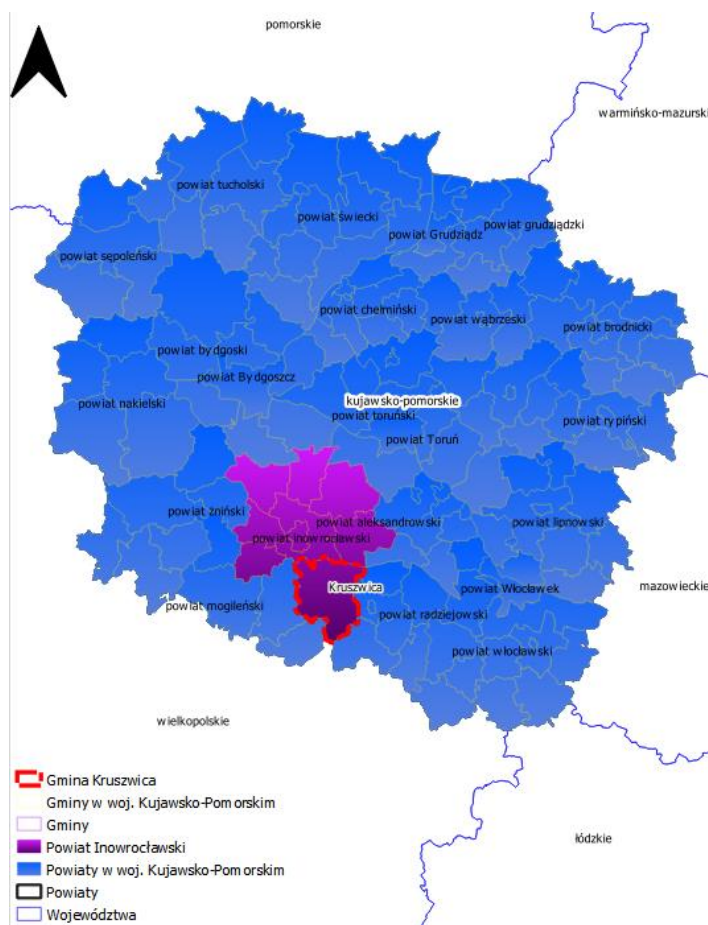 pomorskie
warmińsko-mazurski
powiat tucholski
powiat świecki
powiat grudziądzki
powiat Grudziądz
powiat sępoleński
powiat chełmiński
powiat wąbrzeski
powiat brodnicki
powiat bydgoski
powiat Bydgoszcz
kujawsko-pomorskie
powiat nakielski
powiat toruński
powiat rypiński
powiat Toruń
powiat żniński
powiat aleksandrowski
powiat lipnowski
powiat inowrocławski
Kruszwica
powiat Włocławek
mazowieckie
powiat mogileński
powiat radziejowski
powiat włocławski
wielkopolskie
łódzkie
Gmina Kruszwica
Gminy w woj. Kujawsko-Pomorskim
Gminy
Powiat Inowrocławski
Powiaty w woj. Kujawsko-Pomorskim
Powiaty
Województwa